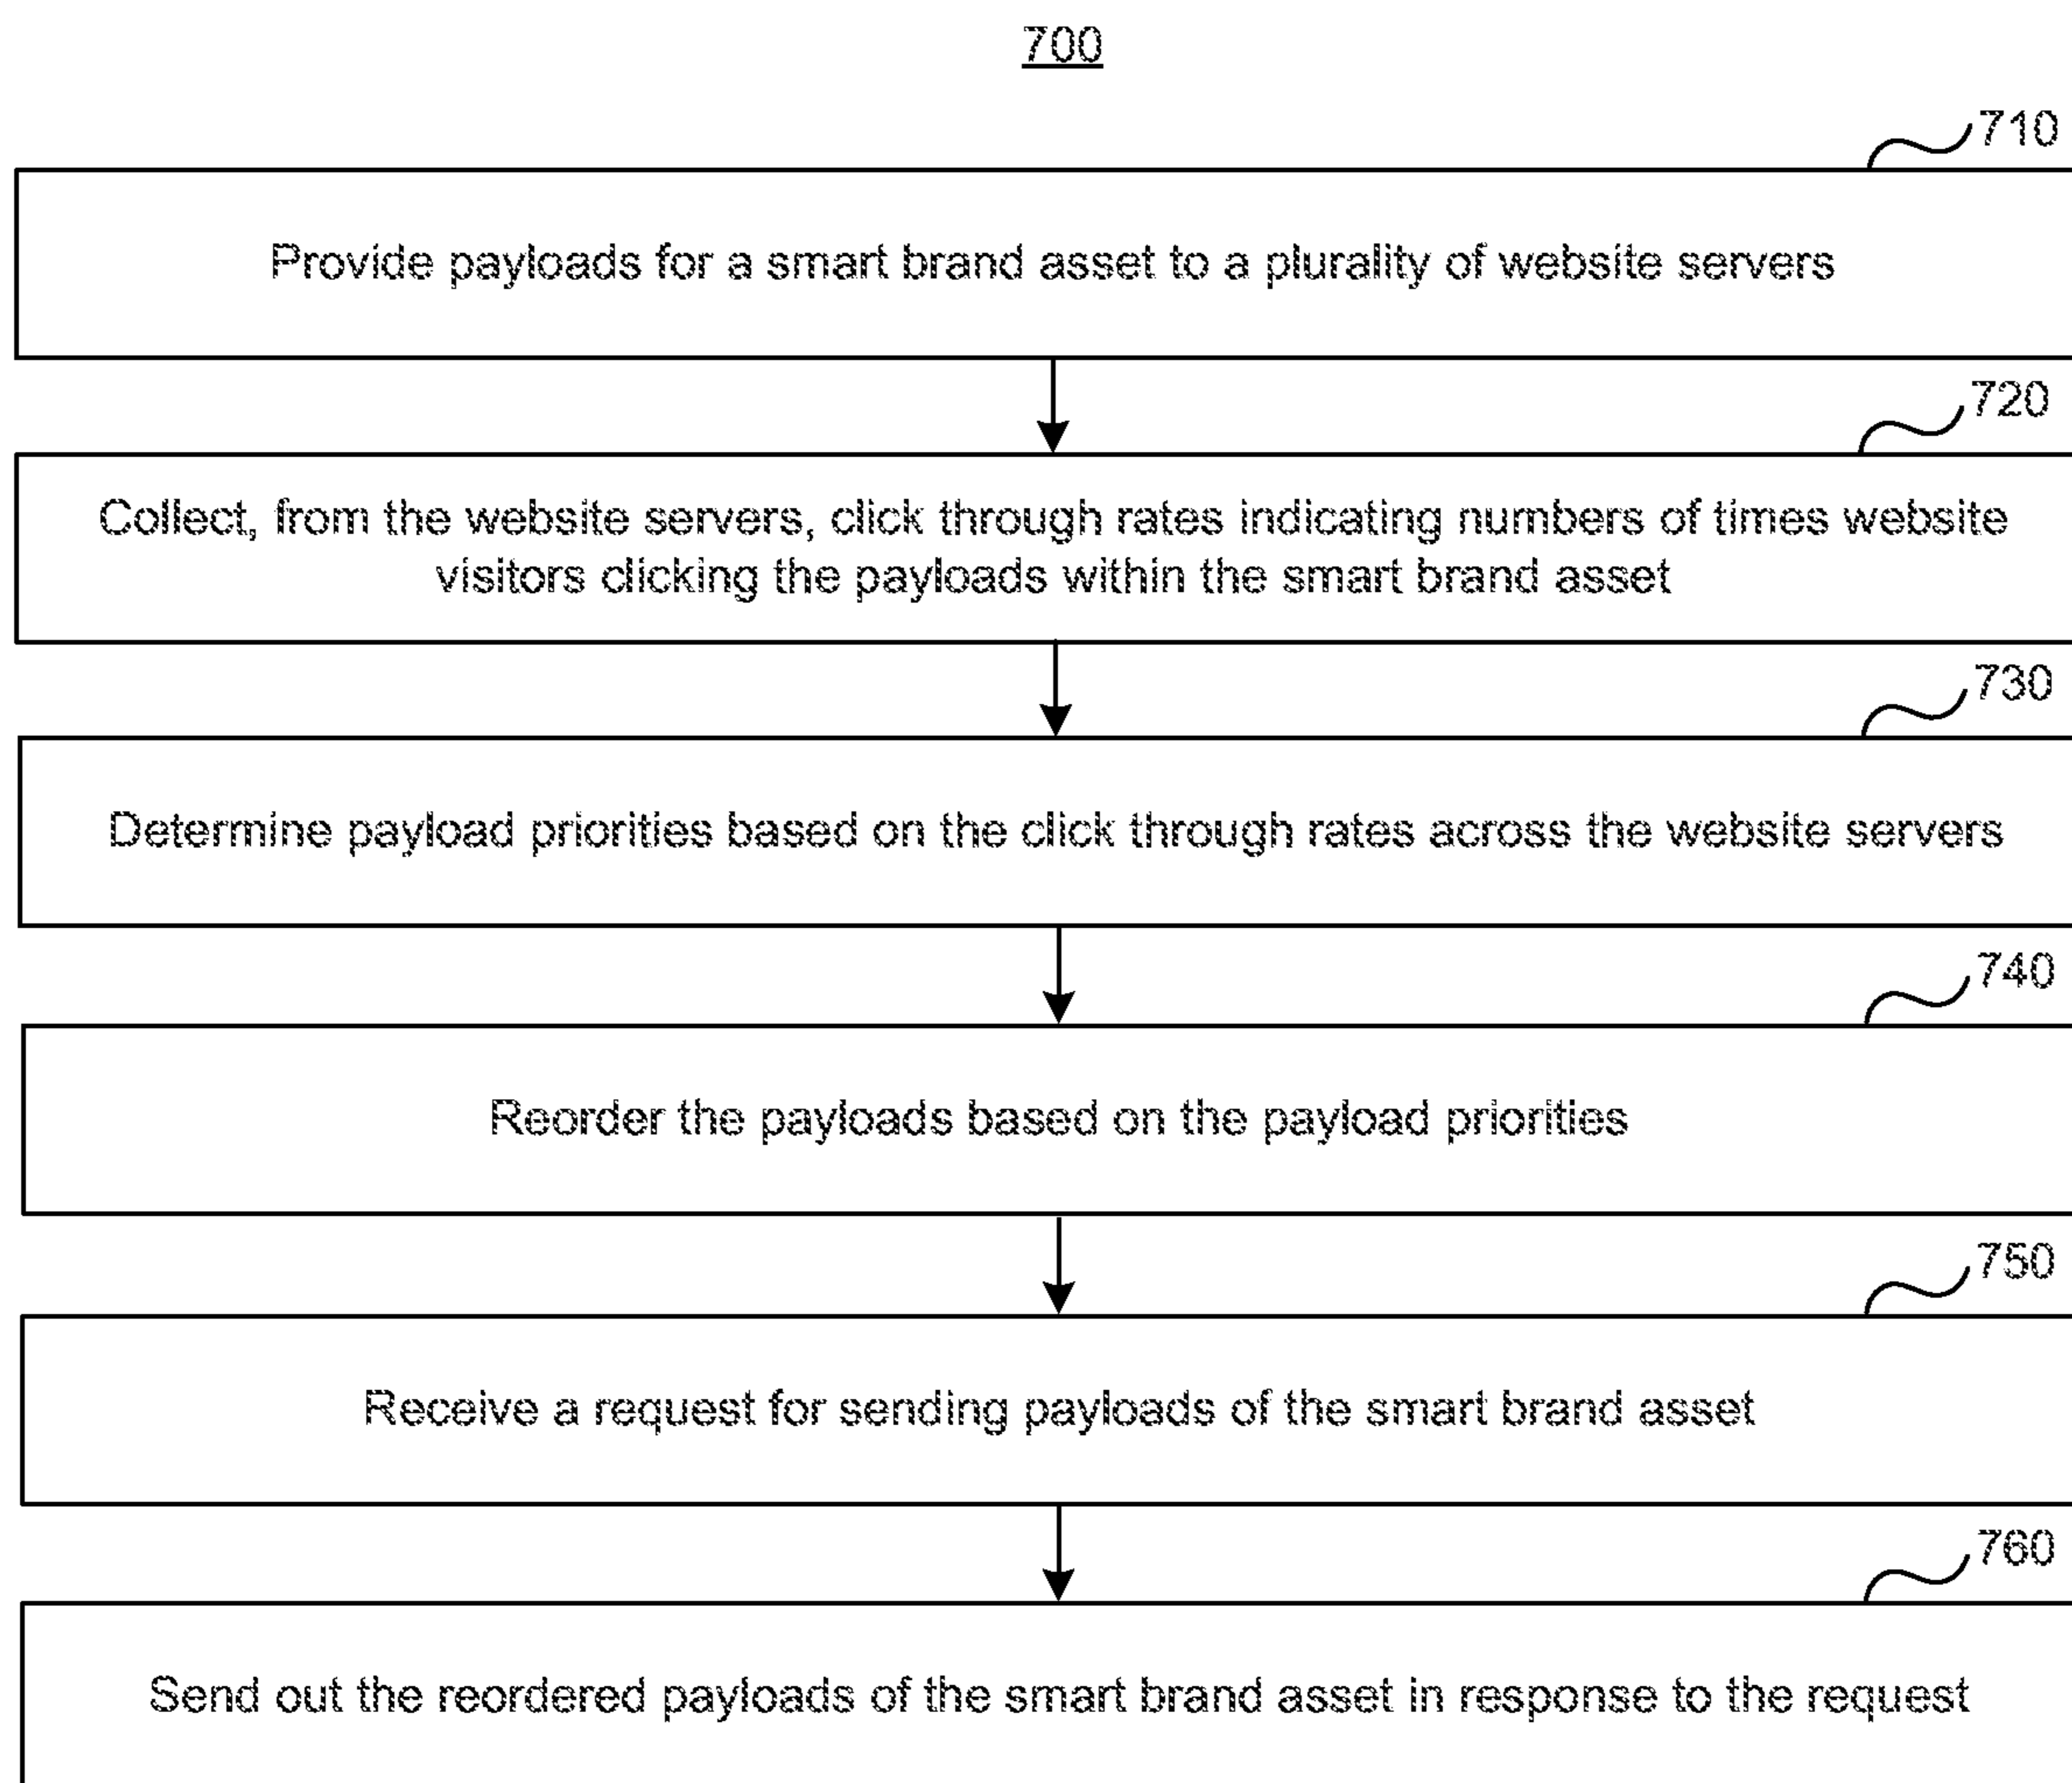 700
710
Provide payloads for a smart brand asset to a plurality of website servers
720
Collect, from the website servers, click through rates indicating numbers of times website
visitors clicking the payloads within the smart brand asset
730
Determine payload priorities based on the click through rates across the website servers
740
Reorder the payloads based on the payload priorities
750
Receive a request for sending payloads of the smart brand asset
760
Send out the reordered payloads of the smart brand asset in response to the request